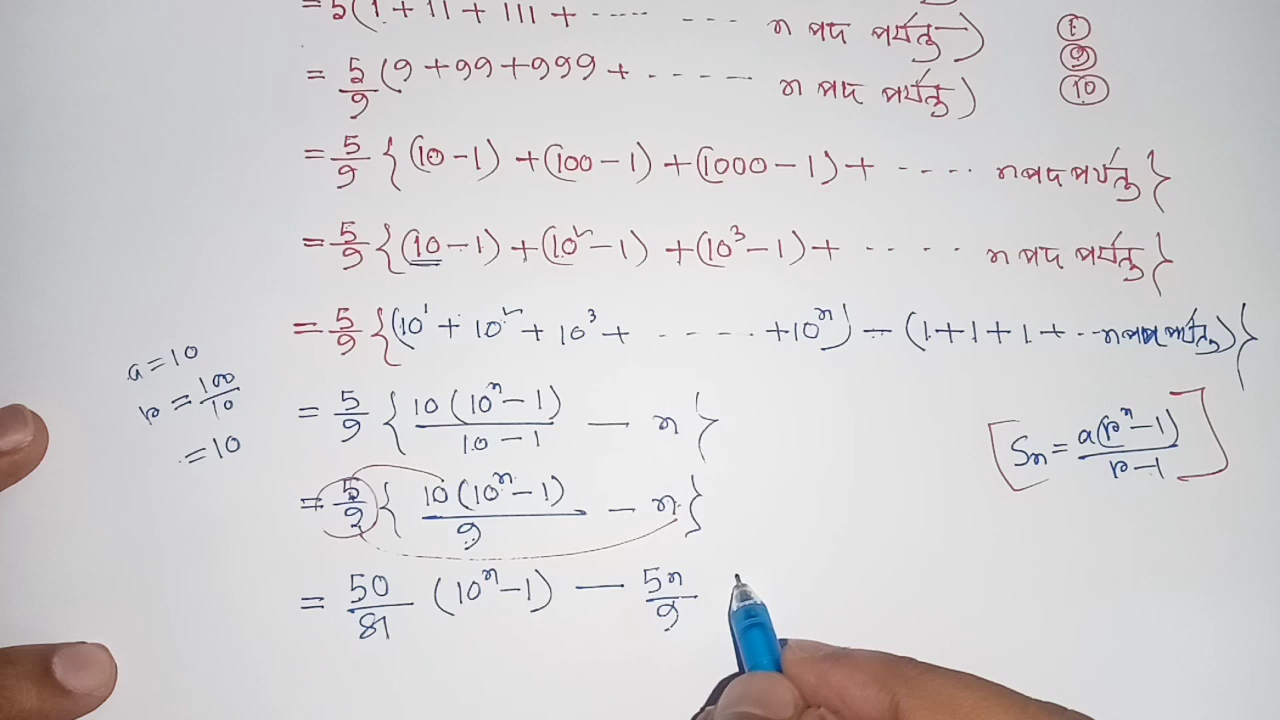 = 5(1 + 11 + 111 + ...... ... n পদ পর্যন্ত)
= 5/9 (9 + 99 + 999 + ...... n পদ পর্যন্ত)
= 5/9 {(10 - 1) + (100 - 1) + (1000 - 1) + .... n পদ পর্যন্ত}
= 5/9 {(10 - 1) + (10² - 1) + (10³ - 1) + ..... n পদ পর্যন্ত}
= 5/9 {(10¹ + 10² + 10³ + ..... + 10ⁿ) - (1 + 1 + 1 + .. n পদ পর্যন্ত)}
= 5/9 { 10(10ⁿ - 1)/(10 - 1) - n }
= 5/9 { 10(10ⁿ - 1)/9 - n }
= 50/81 (10ⁿ - 1) - 5n/9
a = 10
r = 100/10
= 10
[Sn = a(rⁿ - 1)/(r - 1)]
1
9
10